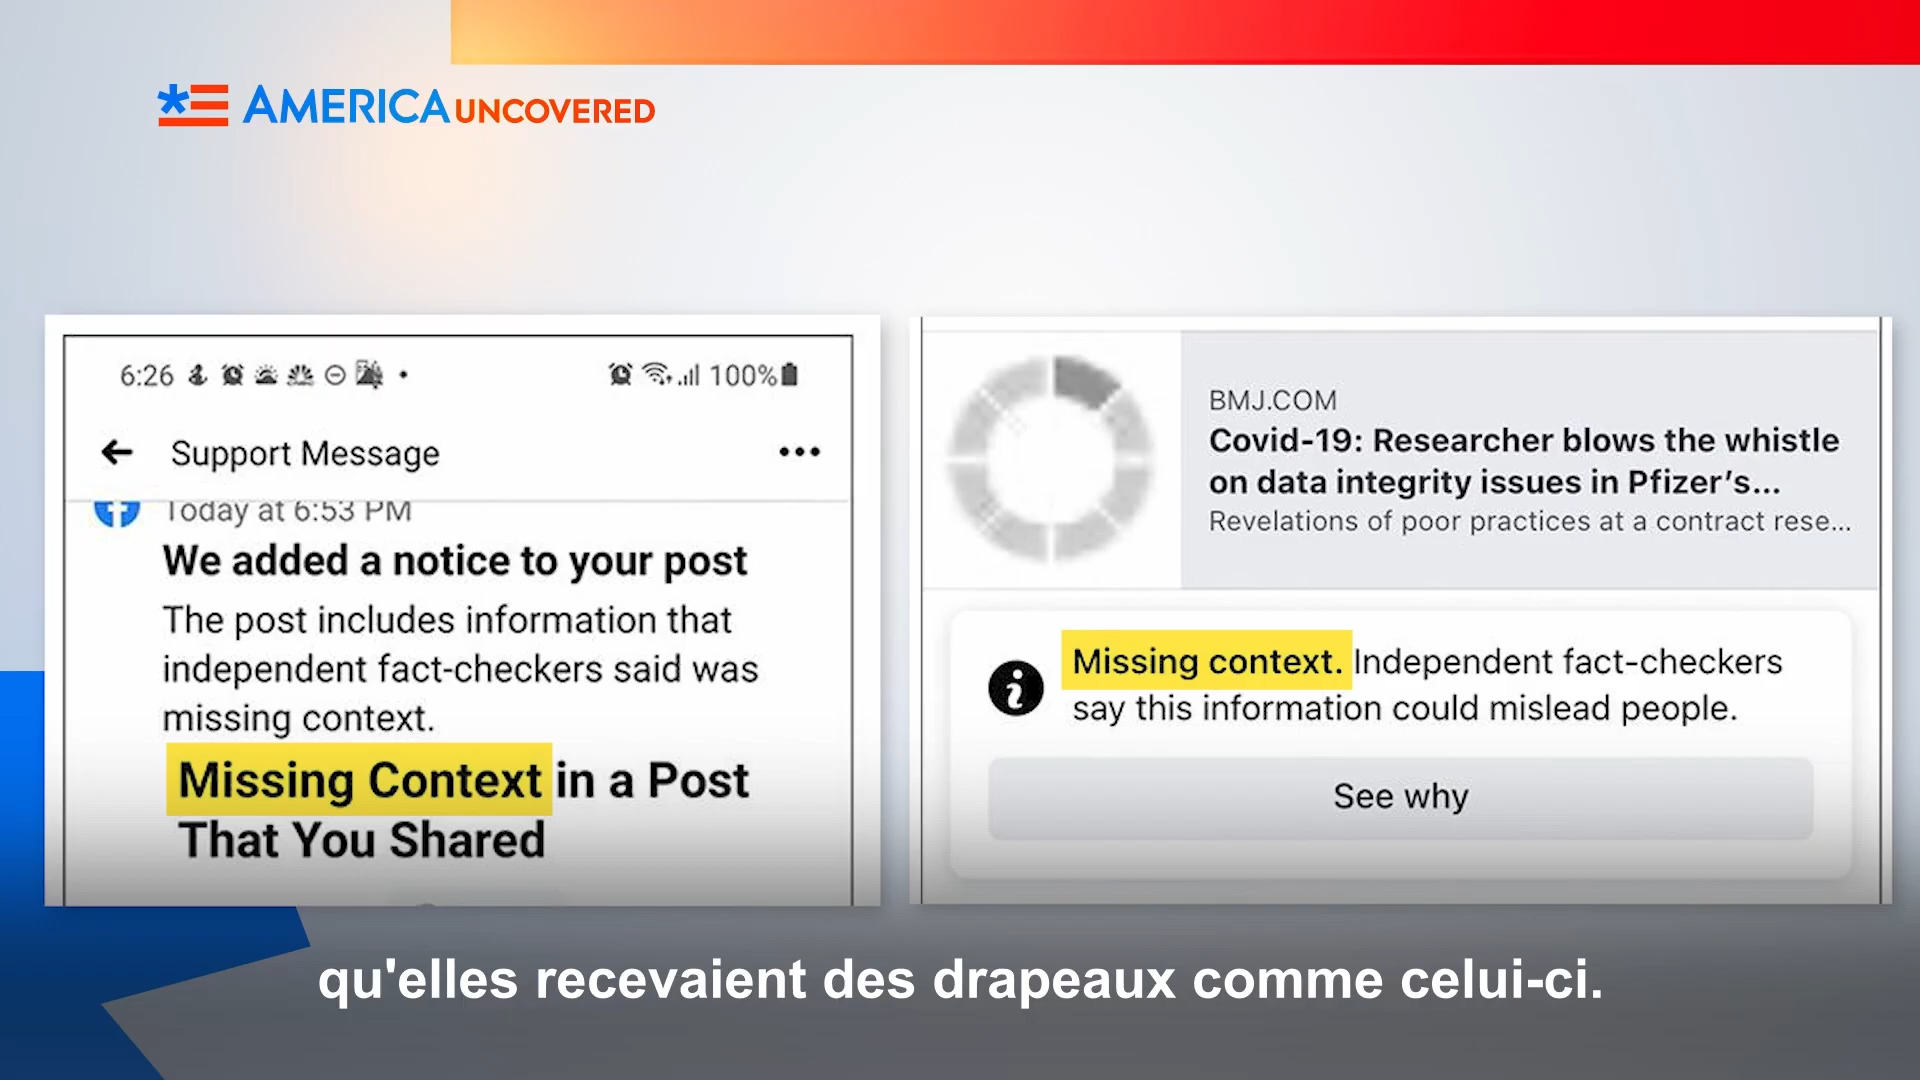 AMERICA UNCOVERED
6:26
100%
Support Message
Today at 6:53 PM
We added a notice to your post
The post includes information that
independent fact-checkers said was
missing context.
Missing Context in a Post
That You Shared
BMJ.COM
Covid-19: Researcher blows the whistle
on data integrity issues in Pfizer's...
Revelations of poor practices at a contract rese...
Missing context. Independent fact-checkers
say this information could mislead people.
See why
qu'elles recevaient des drapeaux comme celui-ci.